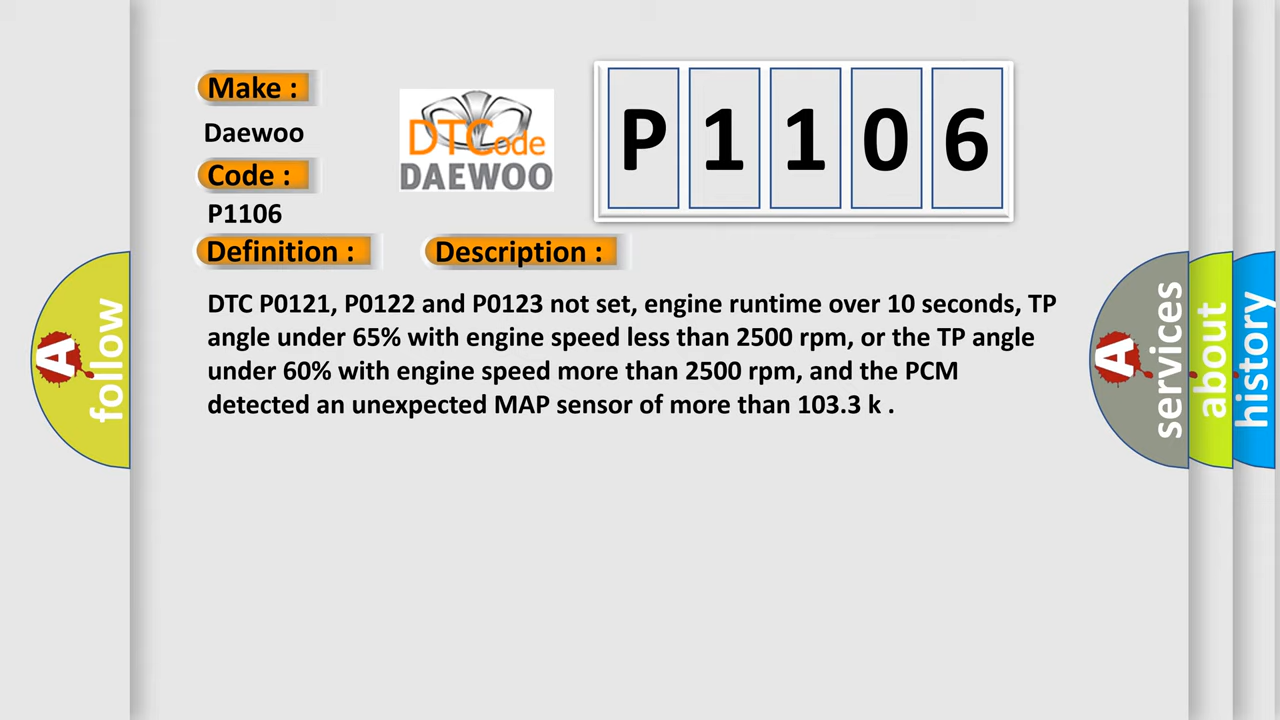 Make :
Daewoo
Code :
P1106
DTCode
DAEWOO
P 1 1 0 6
Definition :
Description :
DTC P0121, P0122 and P0123 not set, engine runtime over 10 seconds, TP
angle under 65% with engine speed less than 2500 rpm, or the TP angle
under 60% with engine speed more than 2500 rpm, and the PCM
detected an unexpected MAP sensor of more than 103.3 k .
A
follow
A
services
about
history